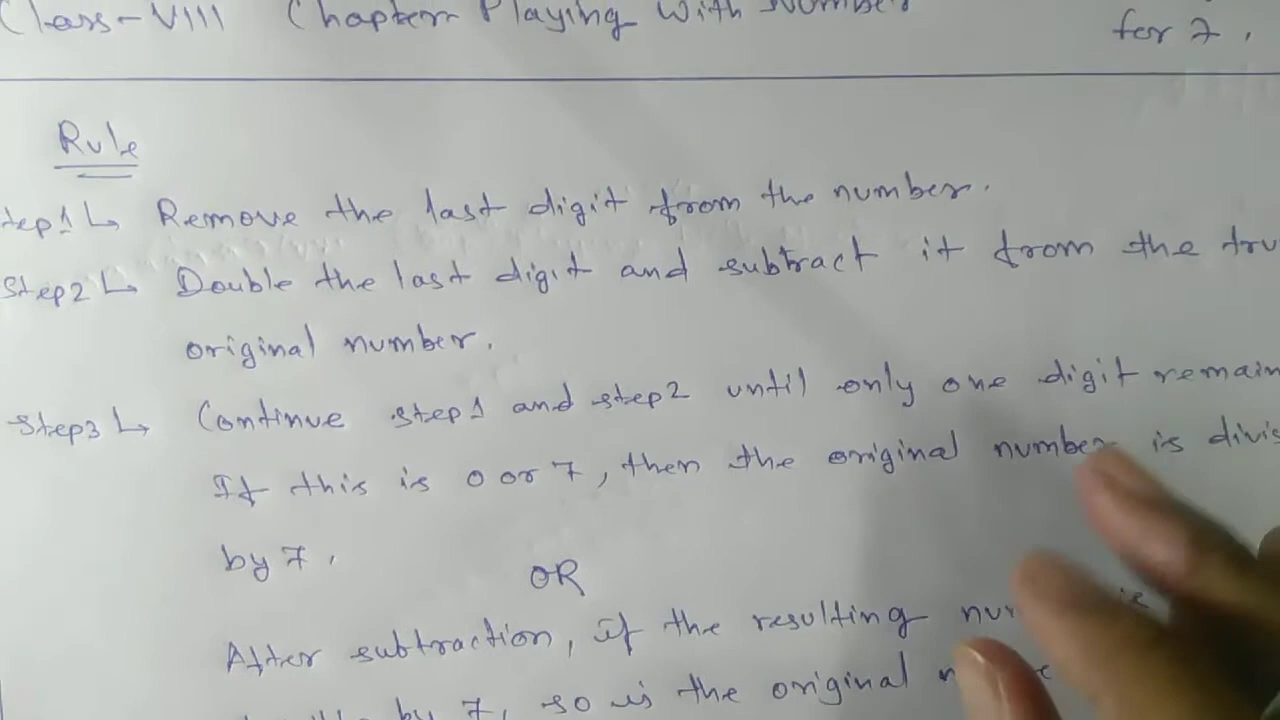 Class-VIII Chapter Playing With Number
for 7.
Rule
Step1 ↳ Remove the last digit from the number.
Step2 ↳ Double the last digit and subtract it from the
original number.
Step3 ↳ Continue step1 and step2 until only one digit remain
If this is 0 or 7, then the original number is
by 7.
OR
After subtraction, if the resulting
by 7, so is the original